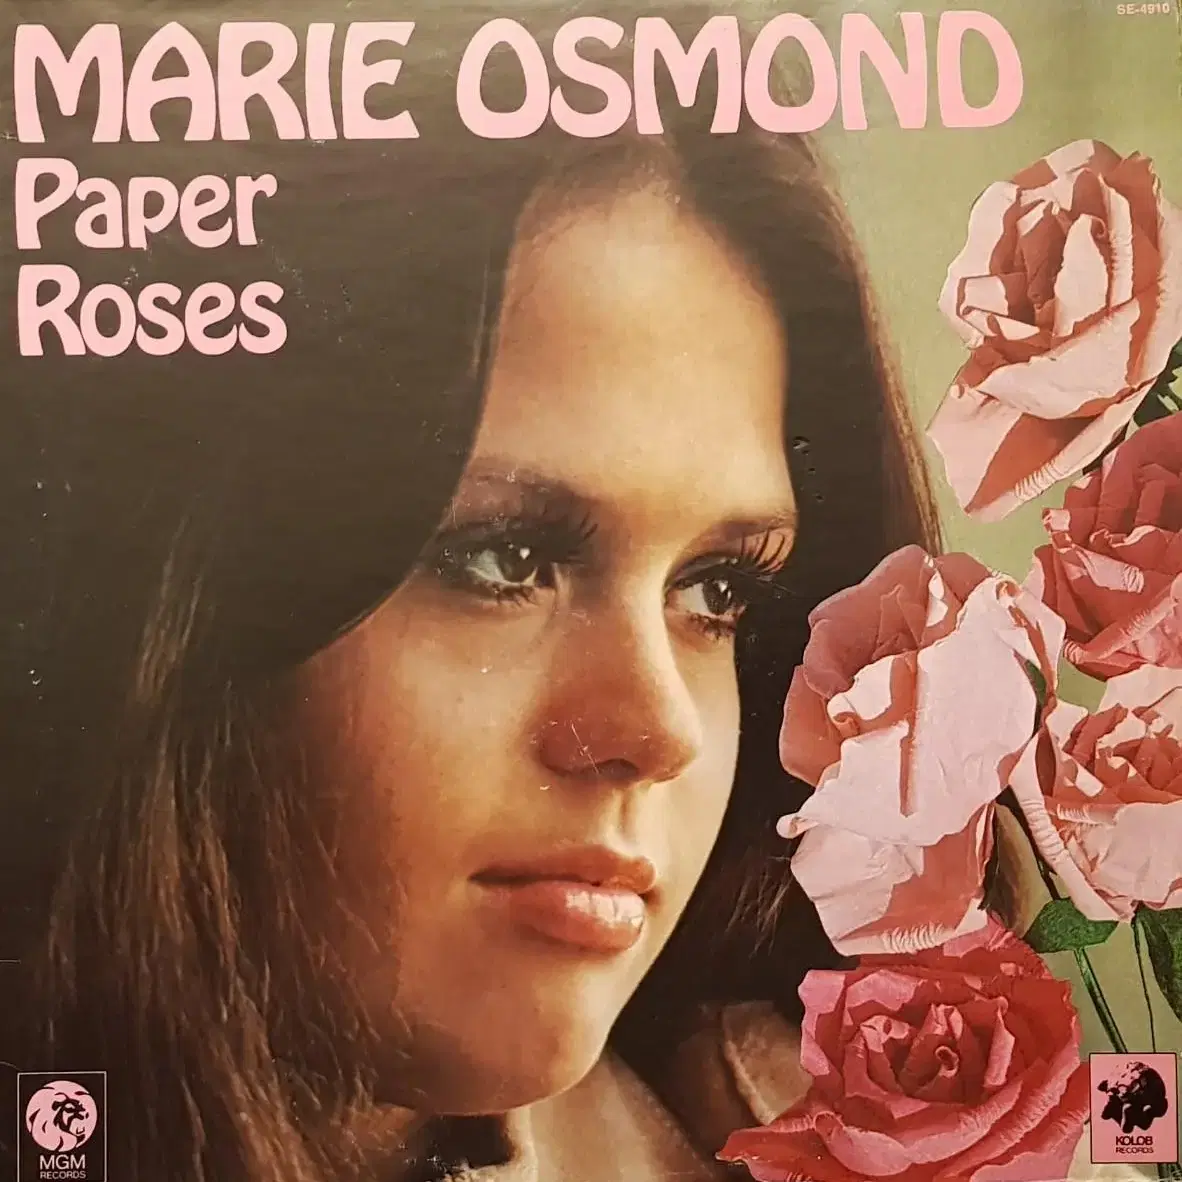 SE-4910
MARIE OSMOND
Paper
Roses
MGM
RECORDS
KOLOB
RECORDS